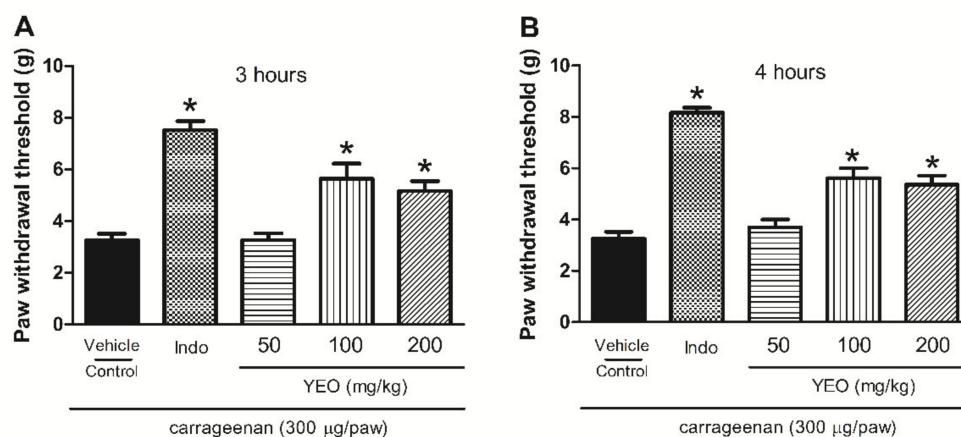 A
3 hours
Paw withdrawal threshold (g)
10
8
6
4
2
0
*
*
*
Vehicle
Control
Indo
50
100
200
YEO (mg/kg)
carrageenan (300 µg/paw)
B
4 hours
Paw withdrawal threshold (g)
10
8
6
4
2
0
*
*
*
Vehicle
Control
Indo
50
100
200
YEO (mg/kg)
carrageenan (300 µg/paw)